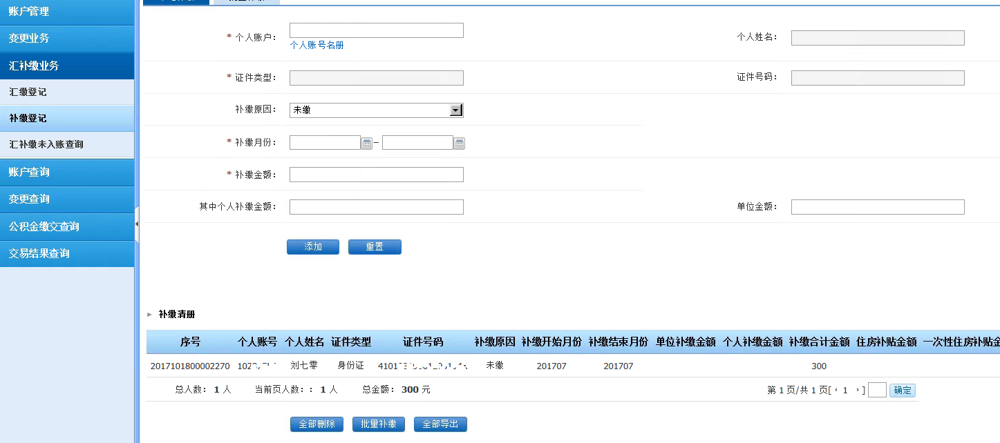 账户管理
变更业务
汇补缴业务
汇缴登记
补缴登记
汇补缴未入账查询
账户查询
变更查询
公积金缴交查询
交易结果查询
* 个人账户：
个人账号名册
个人姓名：
* 证件类型：
证件号码：
补缴原因：
未缴
* 补缴月份：
–
* 补缴金额：
其中个人补缴金额：
单位金额：
添加 重置
补缴清册
序号 个人账号 个人姓名 证件类型 证件号码 补缴原因 补缴开始月份 补缴结束月份 单位补缴金额 个人补缴金额 补缴合计金额 住房补贴金额 一次性住房补贴金
2017101800002270 刘七零 身份证 未缴 201707 201707 300
总人数： 1 人 当前页人数：： 1 人 总金额： 300 元 第 1 页/共 1 页[ 1 ] 确定
全部删除 批量补缴 全部导出